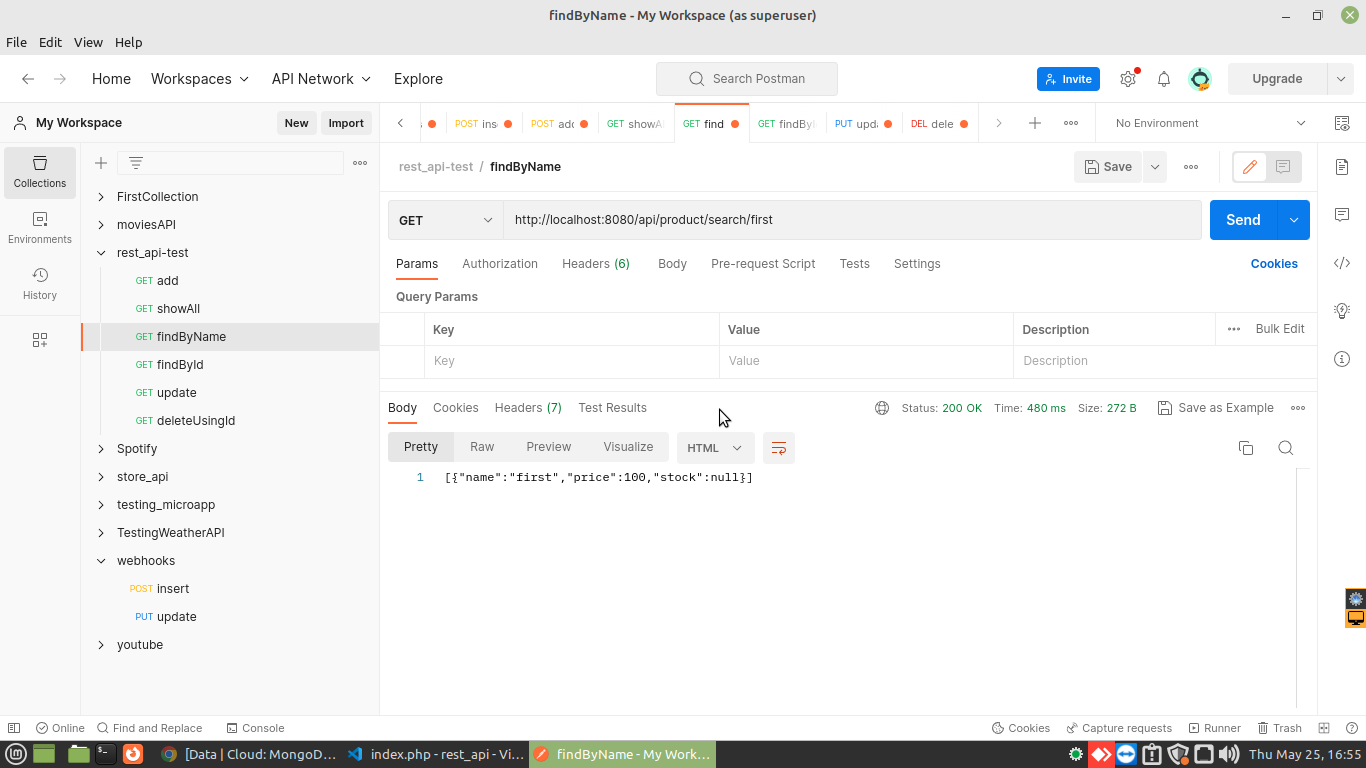 findByName - My Workspace (as superuser)
File Edit View Help
Home Workspaces API Network Explore Search Postman Invite Upgrade
My Workspace New Import
POST ins POST add GET showA GET find GET findBy PUT upda DEL dele No Environment
Collections
Environments
History
FirstCollection
moviesAPI
rest_api-test
GET add
GET showAll
GET findByName
GET findById
GET update
GET deleteUsingId
Spotify
store_api
testing_microapp
TestingWeatherAPI
webhooks
POST insert
PUT update
youtube
rest_api-test / findByName Save
GET http://localhost:8080/api/product/search/first Send
Params Authorization Headers (6) Body Pre-request Script Tests Settings Cookies
Query Params
Key Value Description Bulk Edit
Key Value Description
Body Cookies Headers (7) Test Results Status: 200 OK Time: 480 ms Size: 272 B Save as Example
Pretty Raw Preview Visualize HTML
1 [{"name":"first","price":100,"stock":null}]
Online Find and Replace Console Cookies Capture requests Runner Trash
[Data | Cloud: MongoD... index.php - rest_api - Vi... findByName - My Work... Thu May 25, 16:55